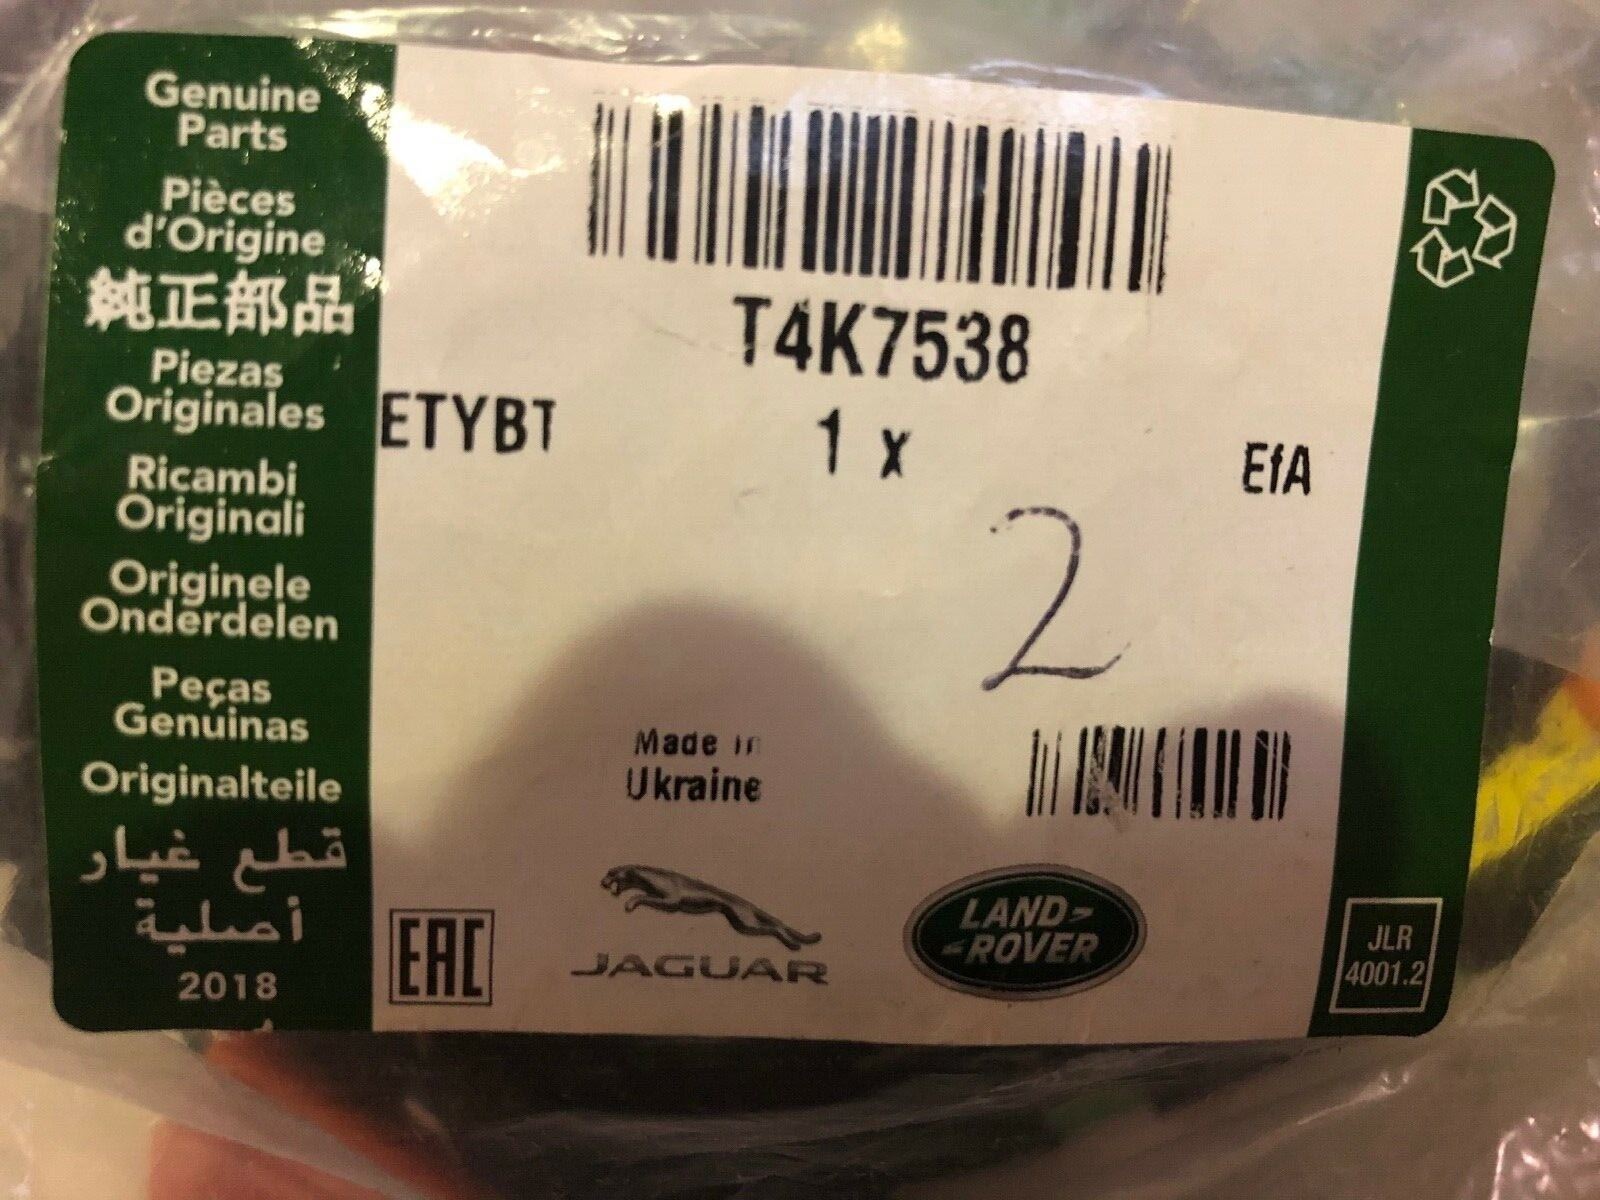 Genuine
Parts
Pièces
d'Origine
純正部品
Piezas
Originales
Ricambi
Originali
Originele
Onderdelen
Peças
Genuinas
Originalteile
قطع غيار
أصلية
2018
T4K7538
ETYBT
1 x
EfA
2
Made in
Ukraine
EAC
JAGUAR
LAND
ROVER
JLR
4001.2